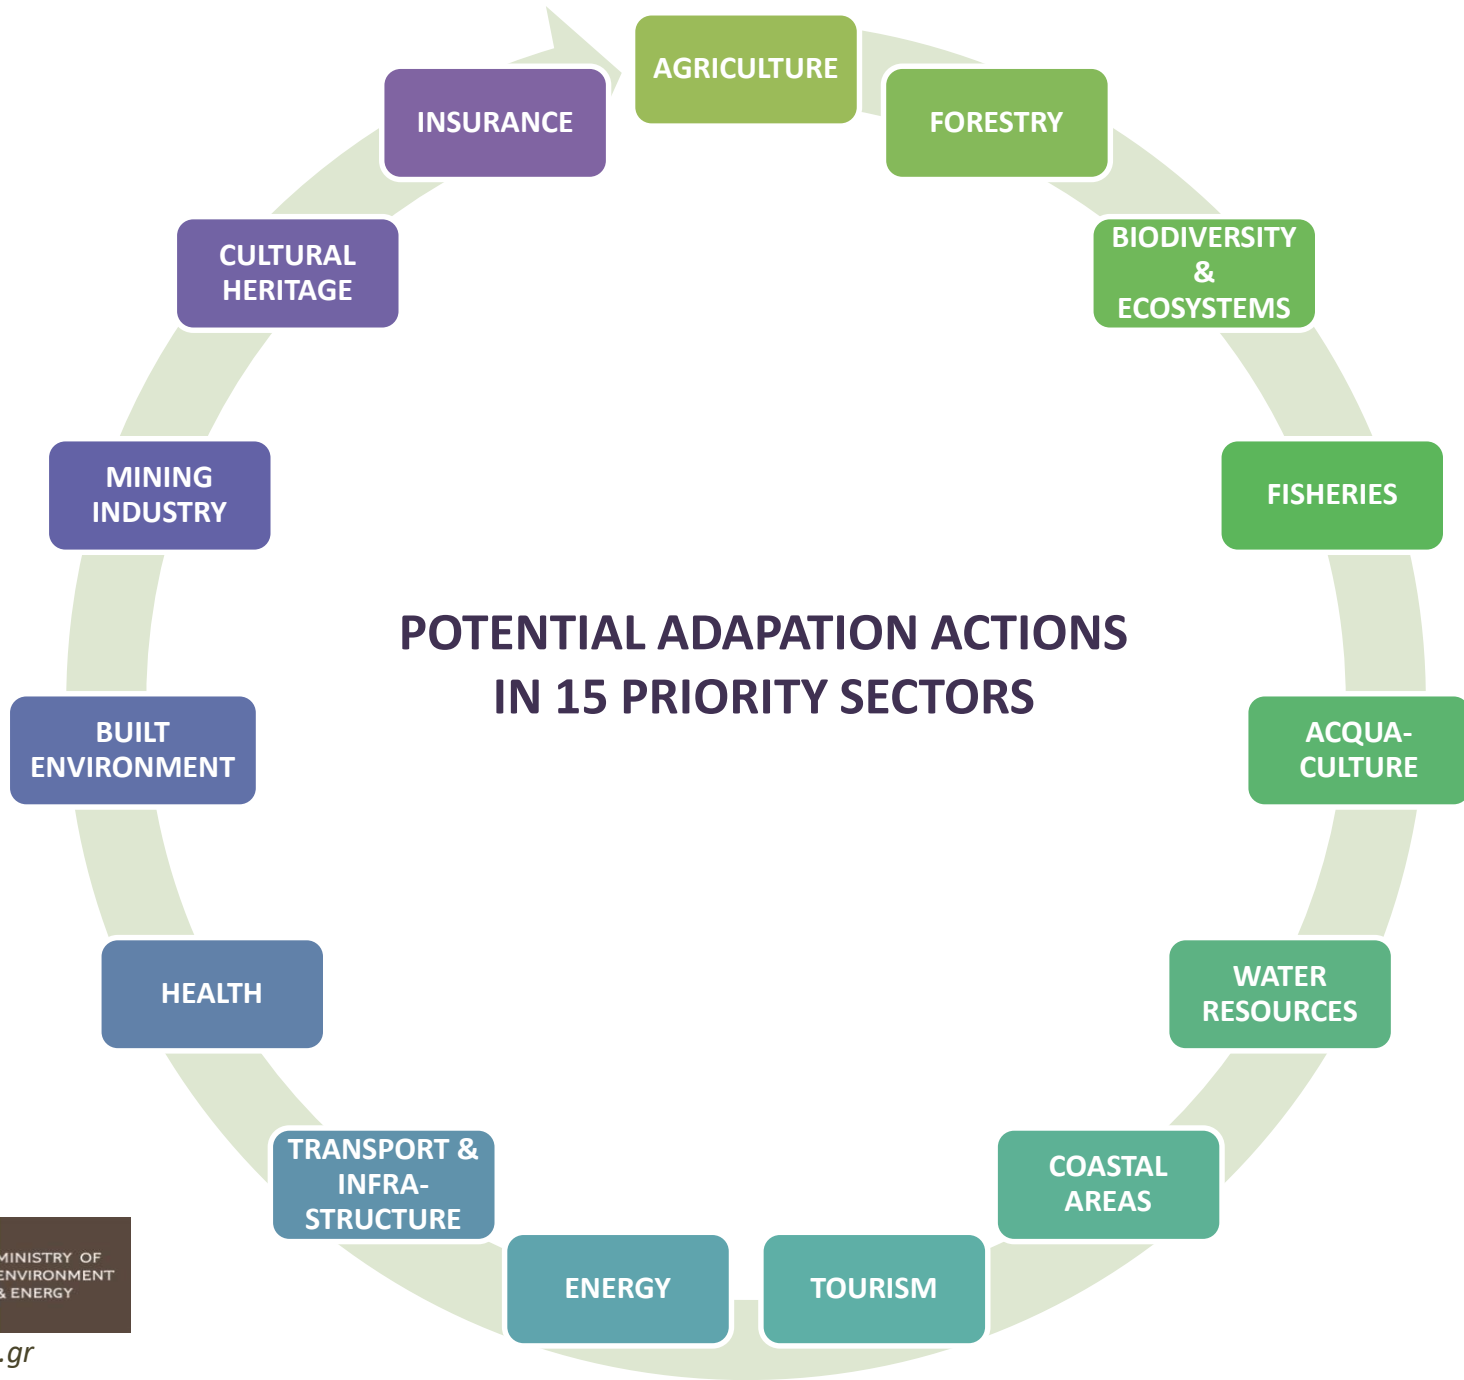 AGRICULTURE
FORESTRY
BIODIVERSITY
&
ECOSYSTEMS
FISHERIES
ACQUA-
CULTURE
WATER
RESOURCES
COASTAL
AREAS
TOURISM
ENERGY
TRANSPORT &
INFRA-
STRUCTURE
HEALTH
BUILT
ENVIRONMENT
MINING
INDUSTRY
CULTURAL
HERITAGE
INSURANCE
POTENTIAL ADAPATION ACTIONS
IN 15 PRIORITY SECTORS
MINISTRY OF
ENVIRONMENT
& ENERGY
.gr